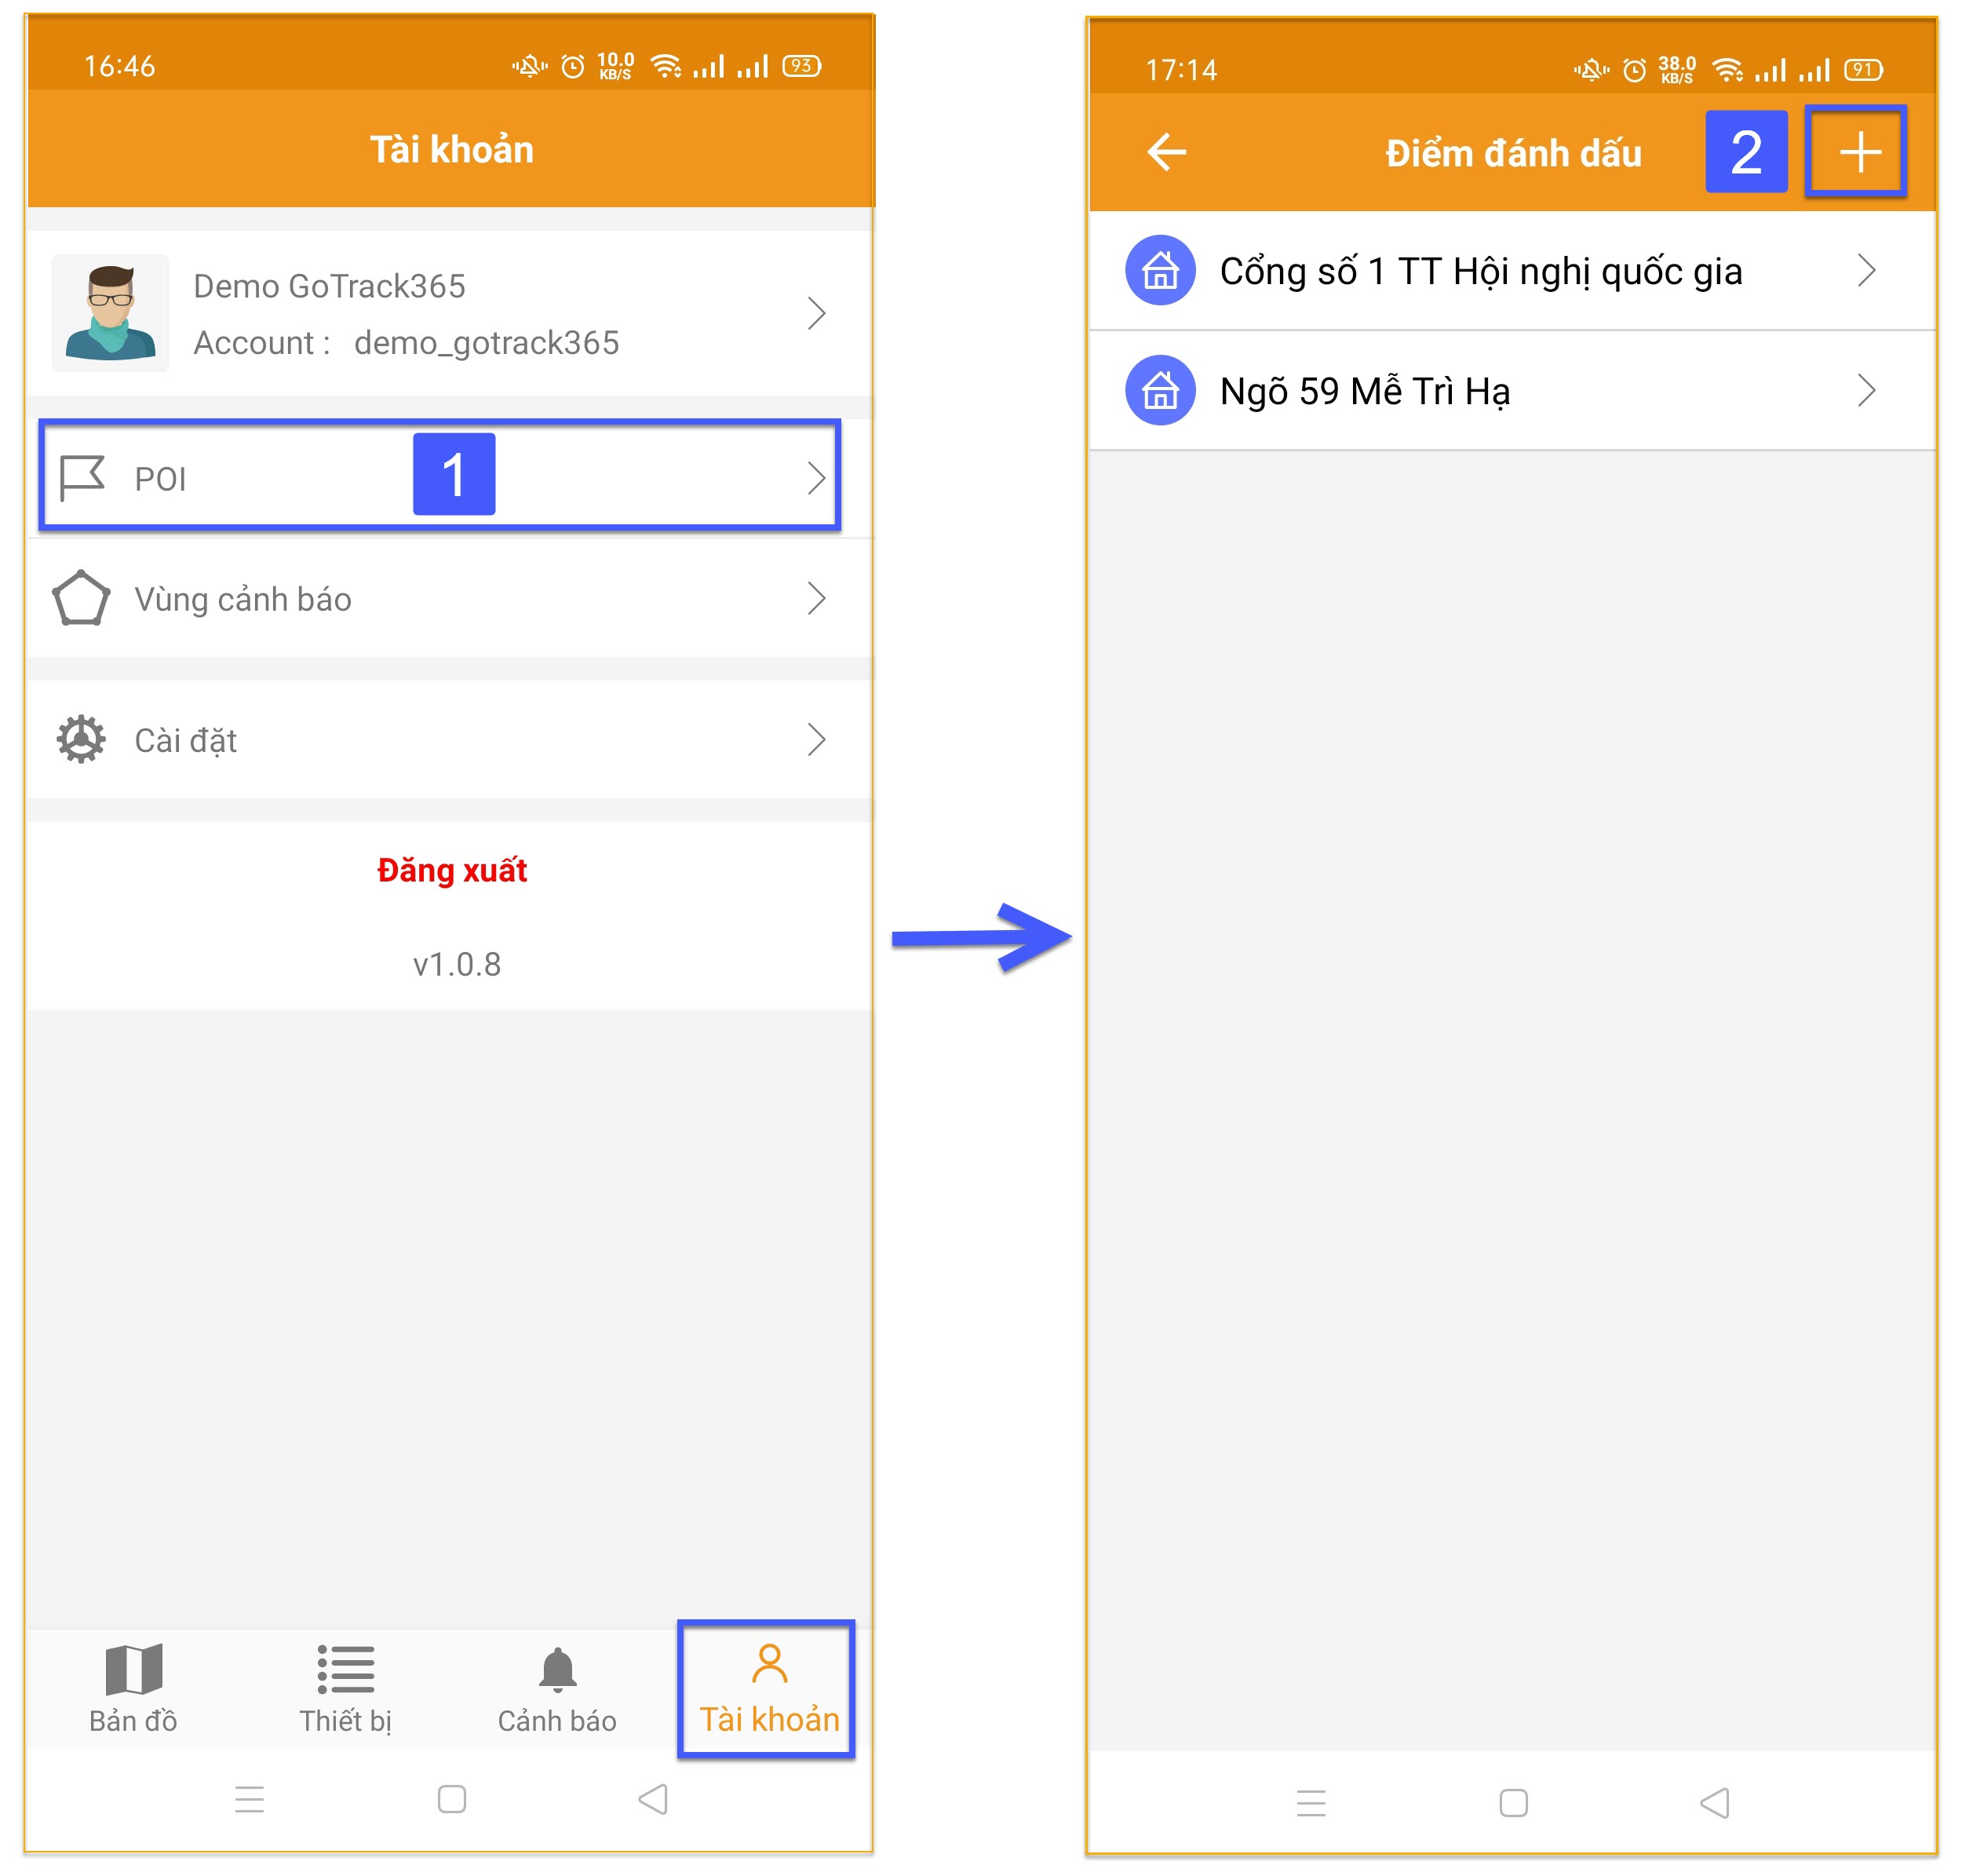 16:46
10.0
KB/S
93
Tài khoản
Demo GoTrack365
Account : demo_gotrack365
POI
1
Vùng cảnh báo
Cài đặt
Đăng xuất
v1.0.8
Bản đồ
Thiết bị
Cảnh báo
Tài khoản
17:14
38.0
KB/S
91
Điểm đánh dấu
2
Cổng số 1 TT Hội nghị quốc gia
Ngõ 59 Mễ Trì Hạ